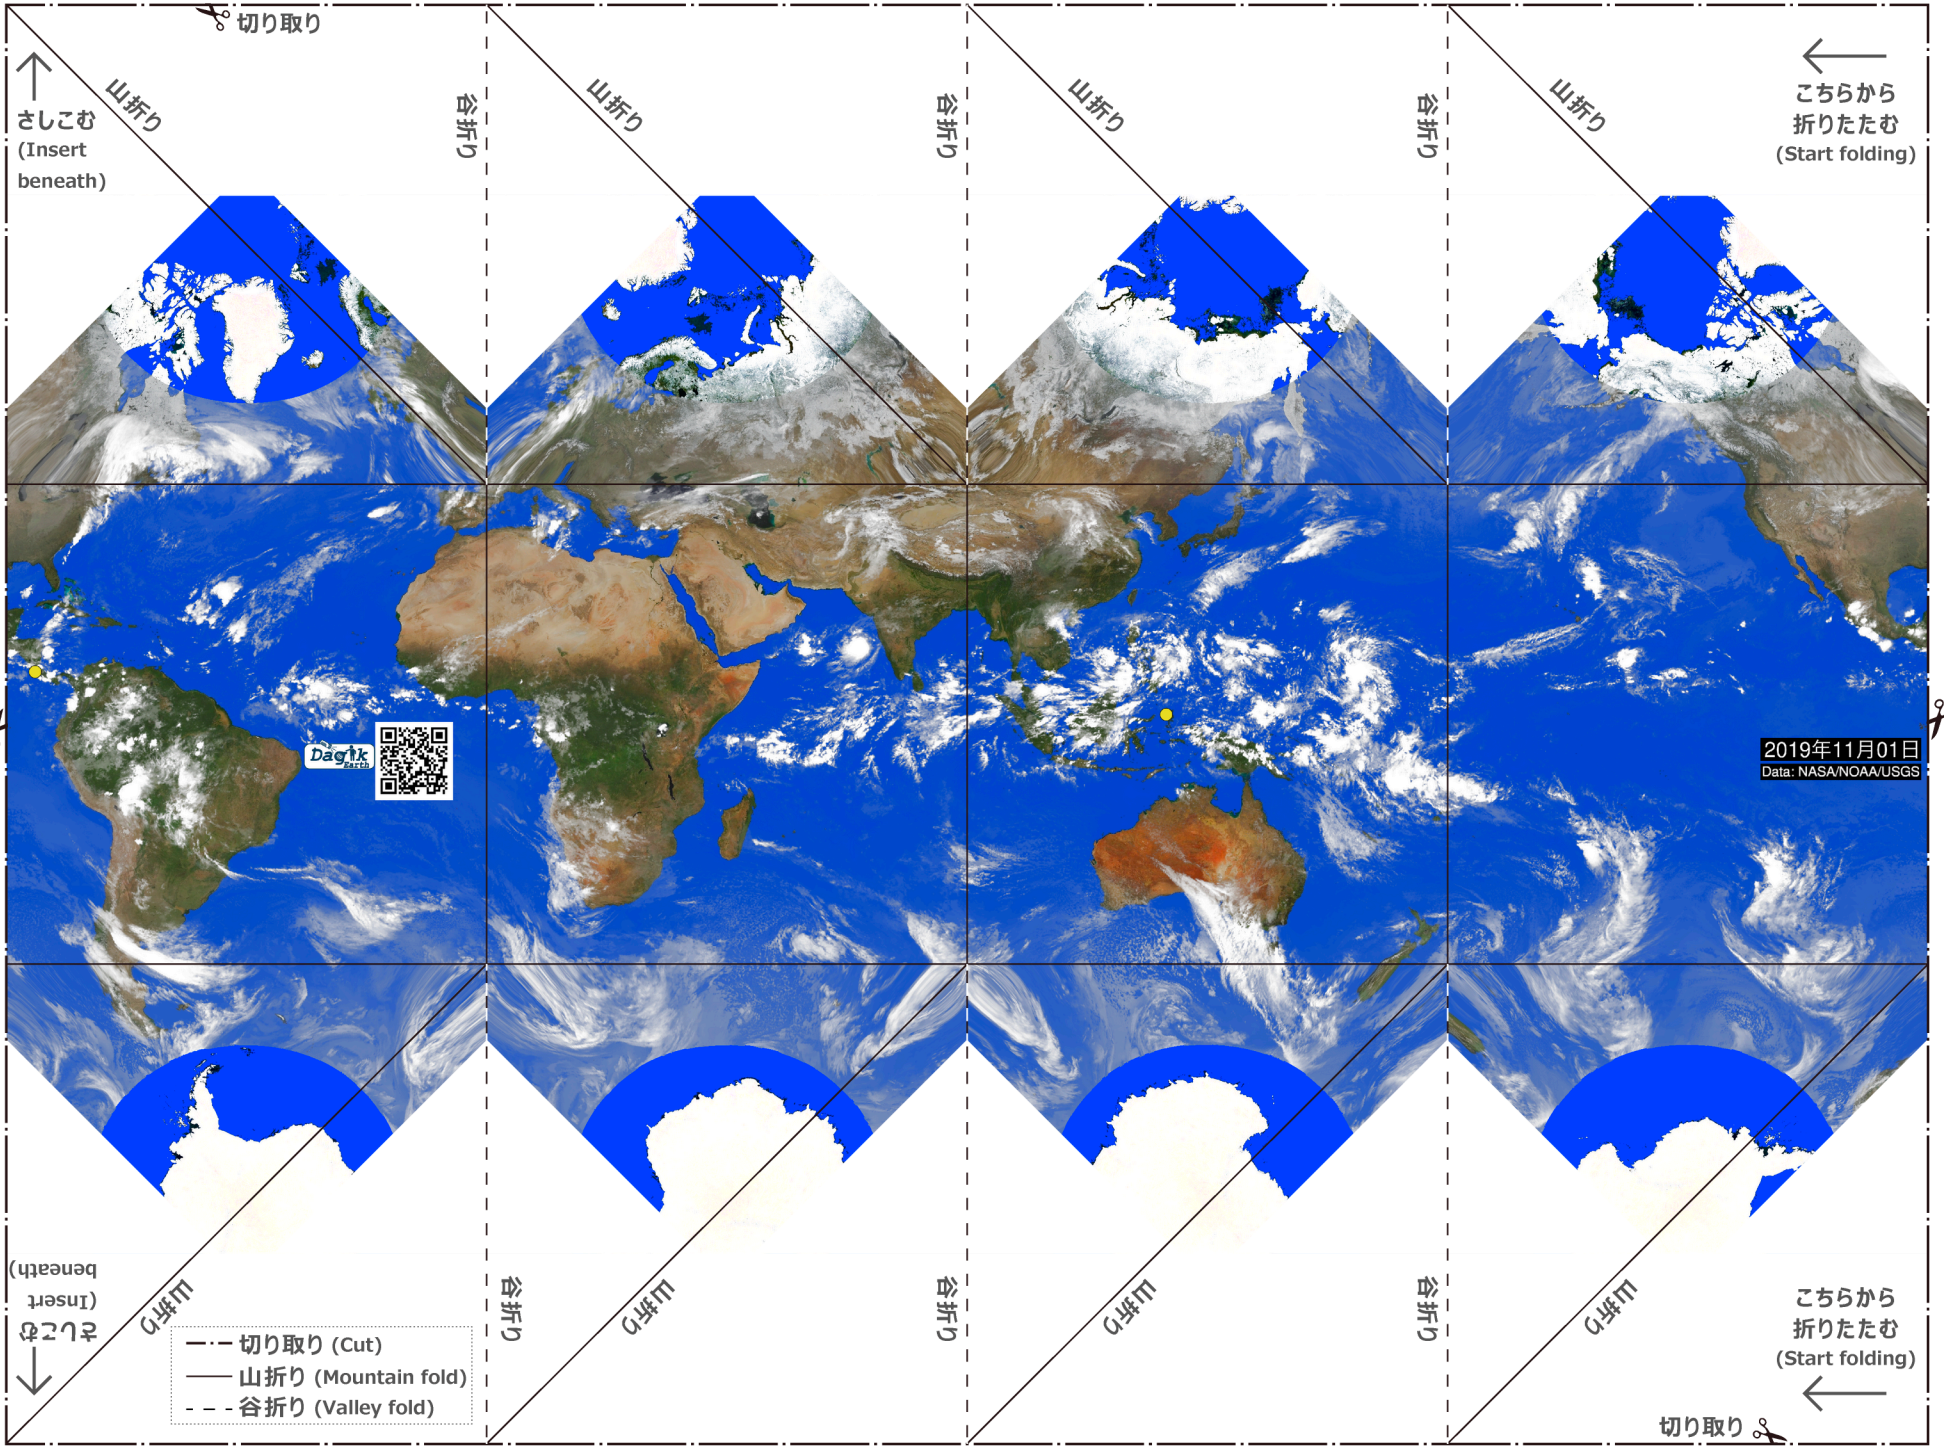 切り取り
山折り
谷折り
山折り
谷折り
山折り
谷折り
山折り
さしこむ
(Insert
beneath)
こちらから
折りたたむ
(Start folding)
Dagik
Earth
2019年11月01日
Data: NASA/NOAA/USGS
さしこむ
(Insert
beneath)
山折り
谷折り
山折り
谷折り
山折り
谷折り
山折り
切り取り (Cut)
山折り (Mountain fold)
谷折り (Valley fold)
こちらから
折りたたむ
(Start folding)
切り取り